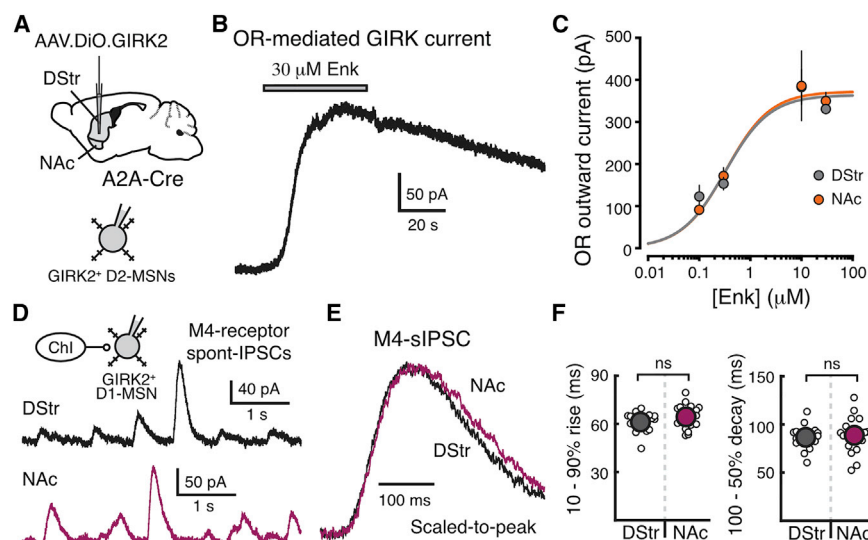 A
AAV.DiO.GIRK2
DStr
NAc
A2A-Cre
GIRK2⁺ D2-MSNs
B
OR-mediated GIRK current
30 µM Enk
50 pA
20 s
C
OR outward current (pA)
500
400
300
200
100
0
0.01 0.1 1 10 100
[Enk] (µM)
DStr
NAc
D
ChI
GIRK2⁺
D1-MSN
M4-receptor
spont-IPSCs
40 pA
1 s
DStr
NAc
50 pA
1 s
E
M4-sIPSC
NAc
DStr
100 ms
Scaled-to-peak
F
10 - 90% rise (ms)
90
60
30
ns
DStr NAc
100 - 50% decay (ms)
150
100
50
ns
DStr NAc